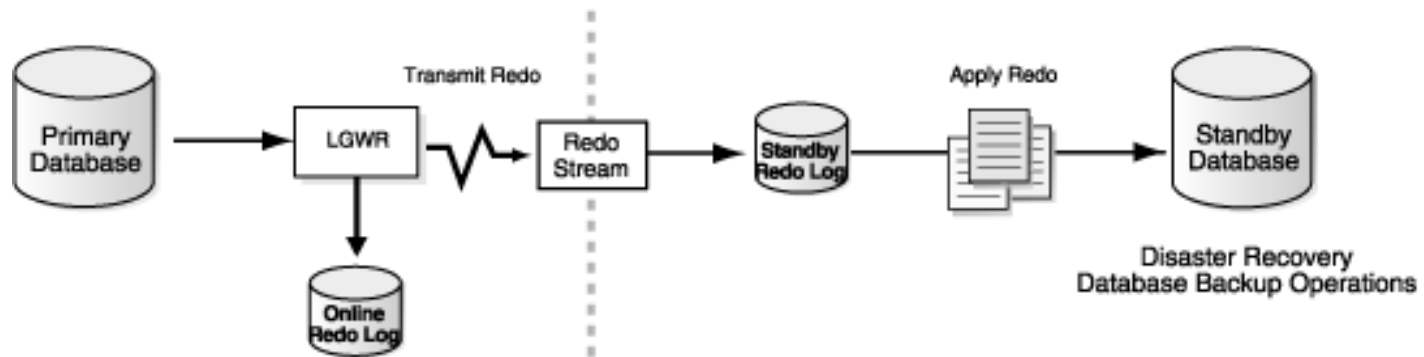 Primary
Database
LGWR
Online
Redo Log
Transmit Redo
Redo
Stream
Standby
Redo Log
Apply Redo
Standby
Database
Disaster Recovery
Database Backup Operations